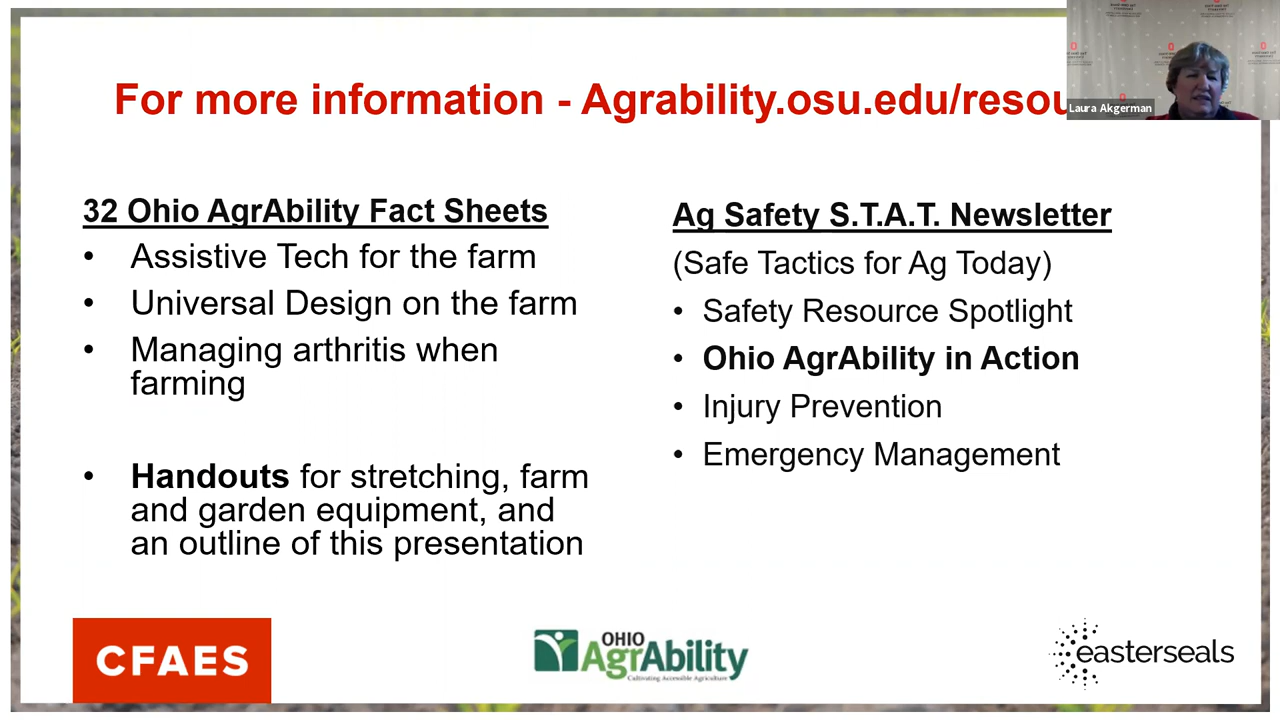 For more information - Agrability.osu.edu/resou
Laura Akgerman
32 Ohio AgrAbility Fact Sheets
• Assistive Tech for the farm
• Universal Design on the farm
• Managing arthritis when
farming
• Handouts for stretching, farm
and garden equipment, and
an outline of this presentation
Ag Safety S.T.A.T. Newsletter
(Safe Tactics for Ag Today)
• Safety Resource Spotlight
• Ohio AgrAbility in Action
• Injury Prevention
• Emergency Management
CFAES
OHIO
AgrAbility
Cultivating Accessible Agriculture
easterseals